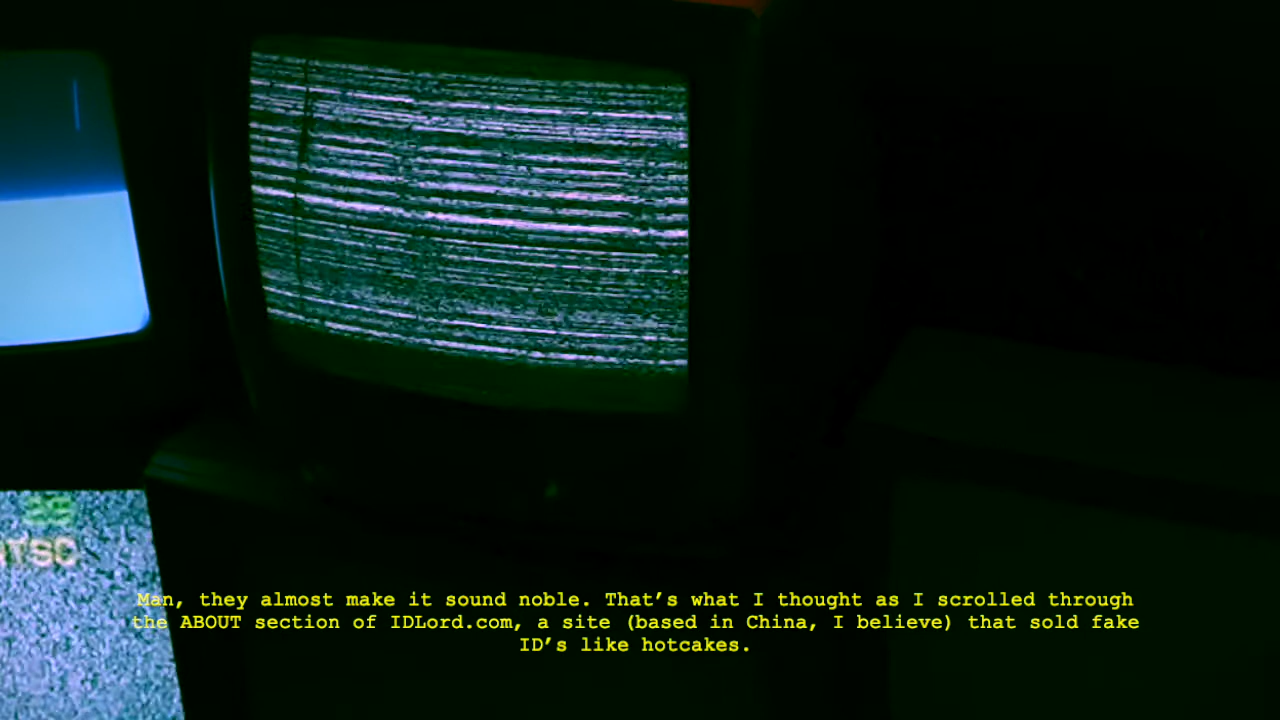 NTSC
Man, they almost make it sound noble. That’s what I thought as I scrolled through
the ABOUT section of IDLord.com, a site (based in China, I believe) that sold fake
ID’s like hotcakes.